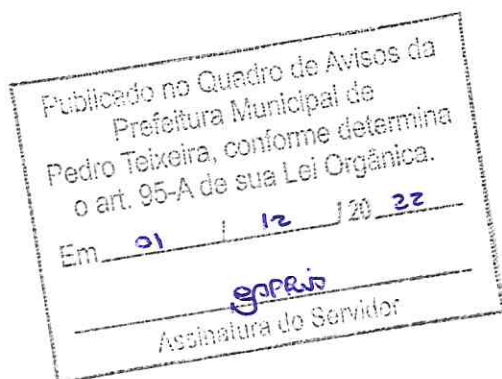 Publicado no Quadro de Avisos da
Prefeitura Municipal de
Pedro Teixeira, conforme determina
o art. 95-A de sua Lei Orgânica.
Em 01 / 12 / 20 22
Assinatura do Servidor